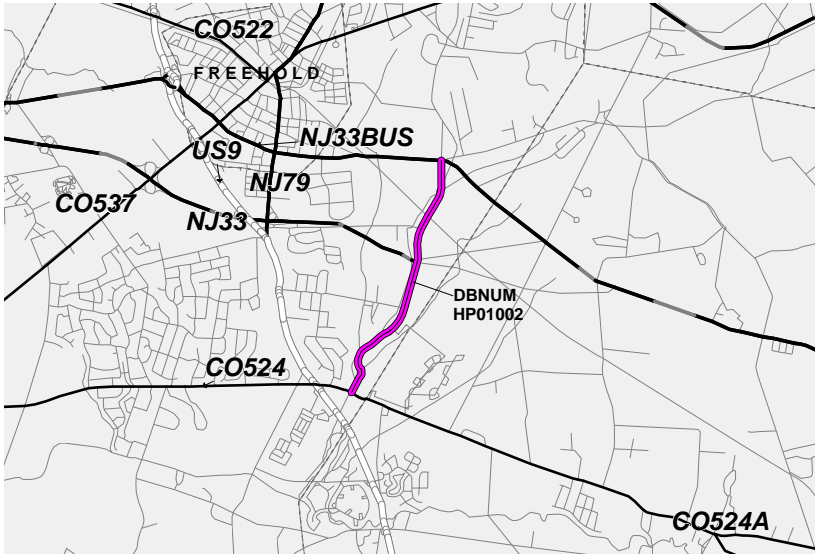 CO522
FREEHOLD
NJ33BUS
US9
NJ79
CO537
NJ33
DBNUM
HP01002
CO524
CO524A